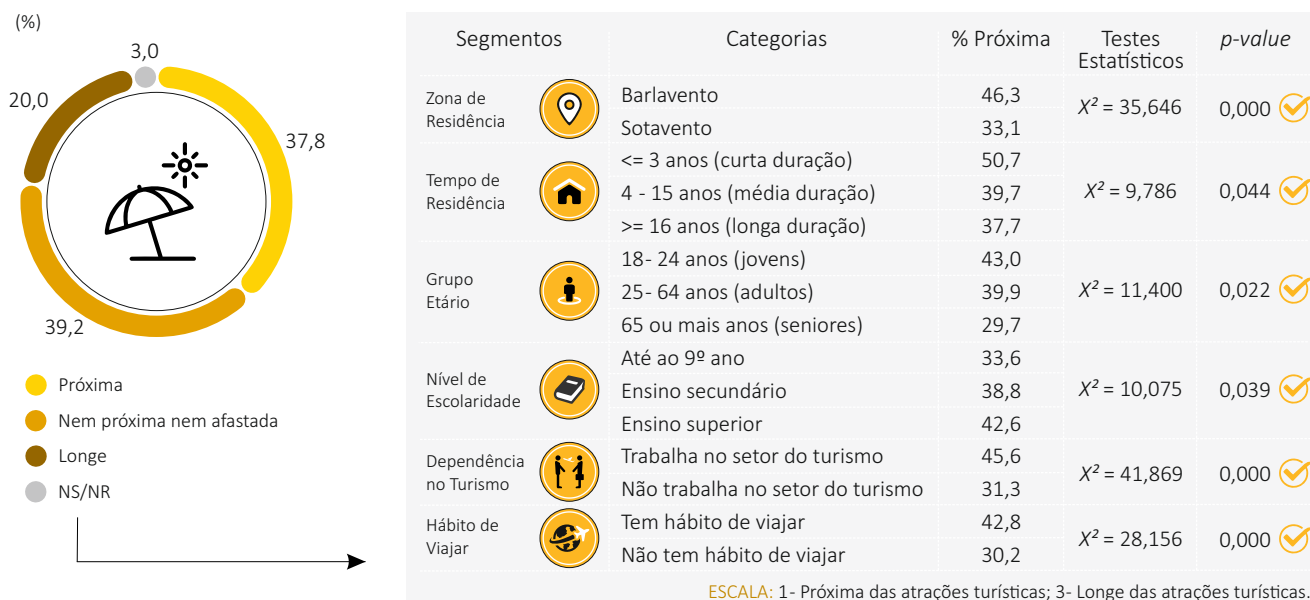 (%)
3,0
20,0
37,8
39,2
Próxima
Nem próxima nem afastada
Longe
NS/NR
Segmentos Categorias % Próxima Testes Estatísticos p-value
Zona de Residência
Barlavento 46,3
Sotavento 33,1
X² = 35,646 0,000
Tempo de Residência
<= 3 anos (curta duração) 50,7
4 - 15 anos (média duração) 39,7
>= 16 anos (longa duração) 37,7
X² = 9,786 0,044
Grupo Etário
18- 24 anos (jovens) 43,0
25- 64 anos (adultos) 39,9
65 ou mais anos (seniores) 29,7
X² = 11,400 0,022
Nível de Escolaridade
Até ao 9º ano 33,6
Ensino secundário 38,8
Ensino superior 42,6
X² = 10,075 0,039
Dependência no Turismo
Trabalha no setor do turismo 45,6
Não trabalha no setor do turismo 31,3
X² = 41,869 0,000
Hábito de Viajar
Tem hábito de viajar 42,8
Não tem hábito de viajar 30,2
X² = 28,156 0,000
ESCALA: 1- Próxima das atrações turísticas; 3- Longe das atrações turísticas.